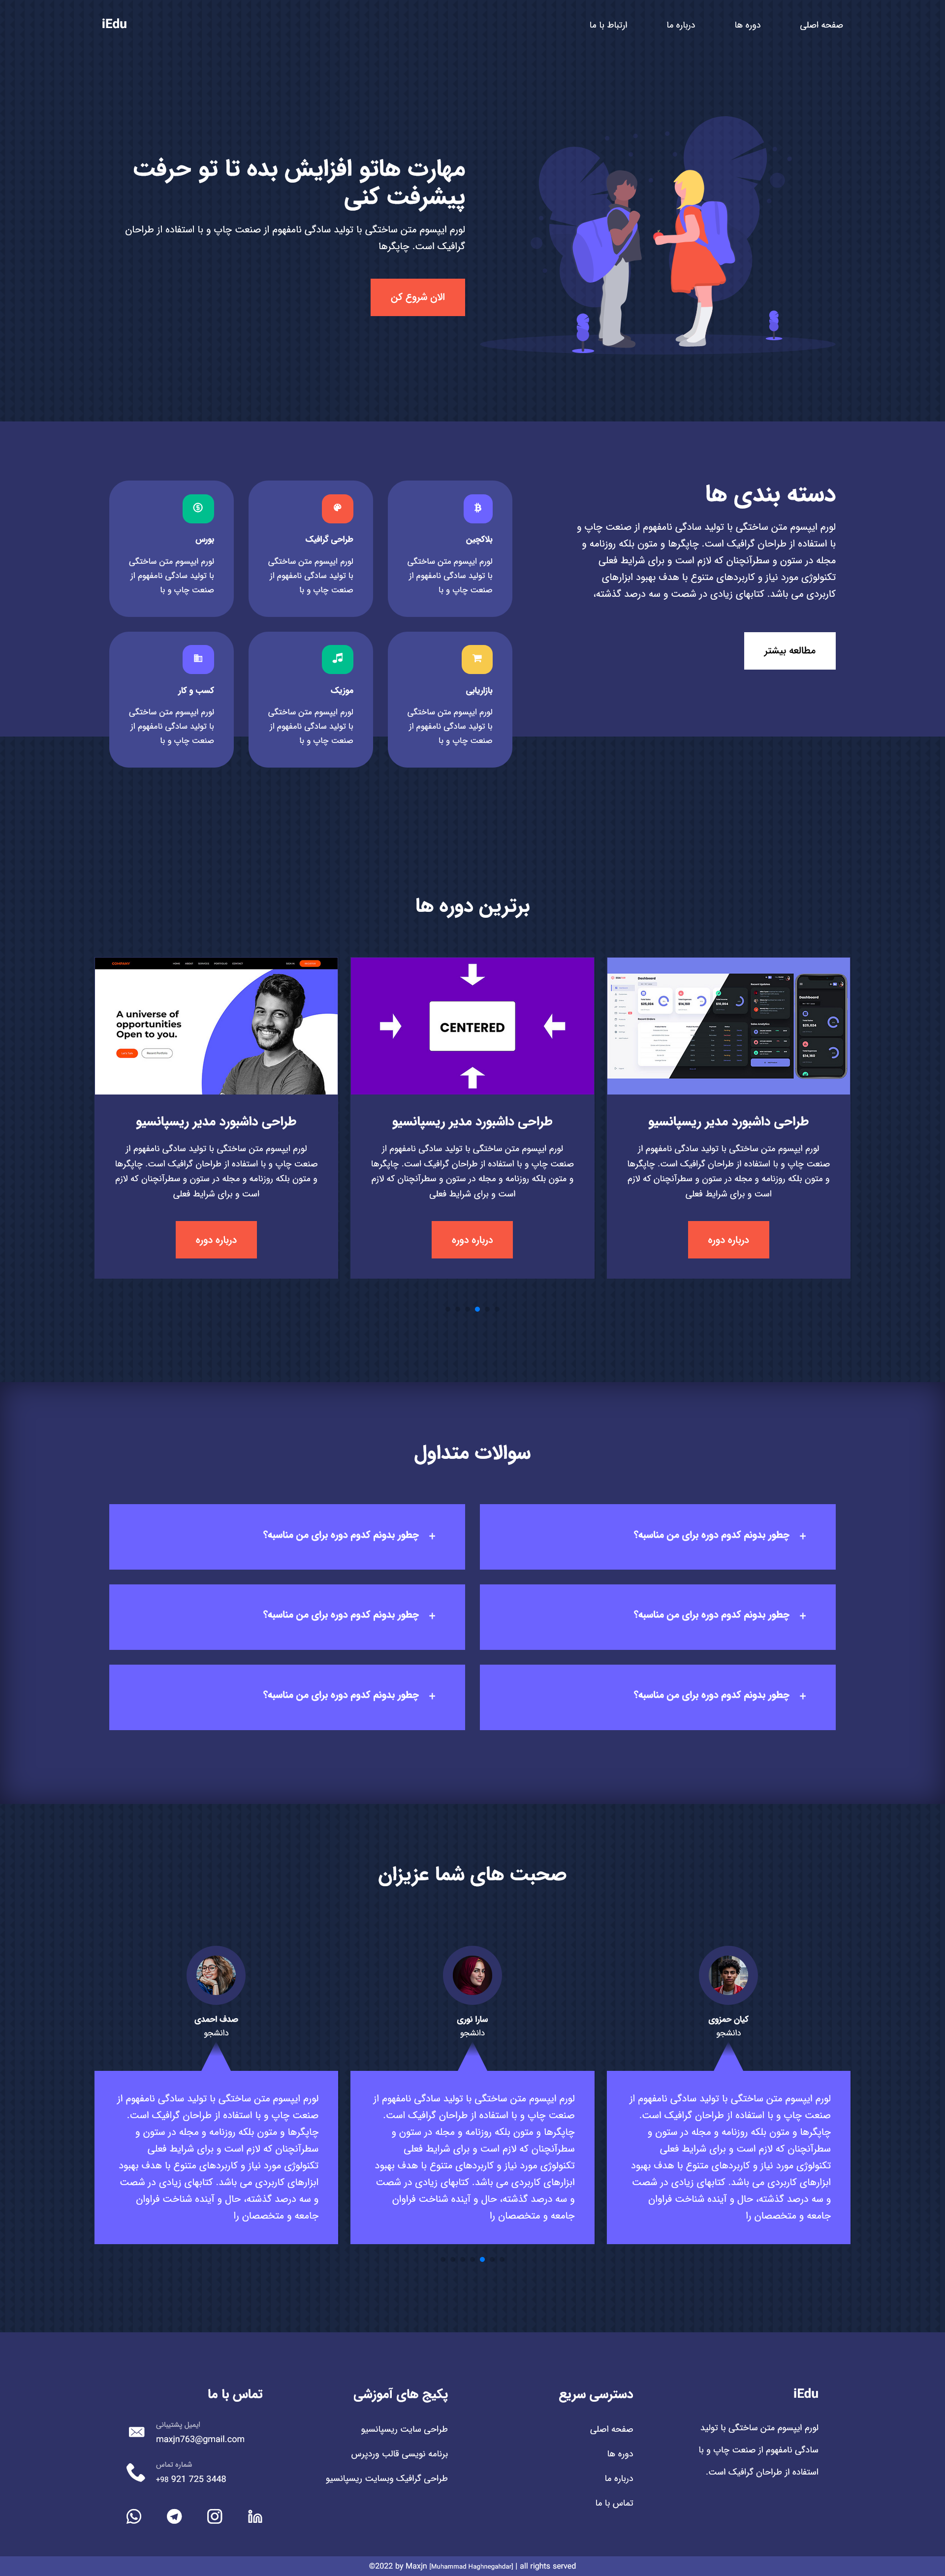 صفحه اصلی
دوره ها
درباره ما
ارتباط با ما
iEdu
مهارت هاتو افزایش بده تا تو حرفت
پیشرفت کنی
لورم ایپسوم متن ساختگی با تولید سادگی نامفهوم از صنعت چاپ و با استفاده از طراحان
گرافیک است. چاپگرها
الان شروع کن
دسته بندی ها
لورم ایپسوم متن ساختگی با تولید سادگی نامفهوم از صنعت چاپ و
با استفاده از طراحان گرافیک است. چاپگرها و متون بلکه روزنامه و
مجله در ستون و سطرآنچنان که لازم است و برای شرایط فعلی
تکنولوژی مورد نیاز و کاربردهای متنوع با هدف بهبود ابزارهای
کاربردی می باشد. کتابهای زیادی در شصت و سه درصد گذشته،
مطالعه بیشتر
بلاکچین
لورم ایپسوم متن ساختگی
با تولید سادگی نامفهوم از
صنعت چاپ و با
طراحی گرافیک
لورم ایپسوم متن ساختگی
با تولید سادگی نامفهوم از
صنعت چاپ و با
بورس
لورم ایپسوم متن ساختگی
با تولید سادگی نامفهوم از
صنعت چاپ و با
بازاریابی
لورم ایپسوم متن ساختگی
با تولید سادگی نامفهوم از
صنعت چاپ و با
موزیک
لورم ایپسوم متن ساختگی
با تولید سادگی نامفهوم از
صنعت چاپ و با
کسب و کار
لورم ایپسوم متن ساختگی
با تولید سادگی نامفهوم از
صنعت چاپ و با
برترین دوره ها
Dashboard
Dashboard
طراحی داشبورد مدیر ریسپانسیو
لورم ایپسوم متن ساختگی با تولید سادگی نامفهوم از
صنعت چاپ و با استفاده از طراحان گرافیک است. چاپگرها
و متون بلکه روزنامه و مجله در ستون و سطرآنچنان که لازم
است و برای شرایط فعلی
درباره دوره
CENTERED
طراحی داشبورد مدیر ریسپانسیو
لورم ایپسوم متن ساختگی با تولید سادگی نامفهوم از
صنعت چاپ و با استفاده از طراحان گرافیک است. چاپگرها
و متون بلکه روزنامه و مجله در ستون و سطرآنچنان که لازم
است و برای شرایط فعلی
درباره دوره
A universe of
opportunities
Open to you.
طراحی داشبورد مدیر ریسپانسیو
لورم ایپسوم متن ساختگی با تولید سادگی نامفهوم از
صنعت چاپ و با استفاده از طراحان گرافیک است. چاپگرها
و متون بلکه روزنامه و مجله در ستون و سطرآنچنان که لازم
است و برای شرایط فعلی
درباره دوره
سوالات متداول
+ چطور بدونم کدوم دوره برای من مناسبه؟
+ چطور بدونم کدوم دوره برای من مناسبه؟
+ چطور بدونم کدوم دوره برای من مناسبه؟
+ چطور بدونم کدوم دوره برای من مناسبه؟
+ چطور بدونم کدوم دوره برای من مناسبه؟
+ چطور بدونم کدوم دوره برای من مناسبه؟
صحبت های شما عزیزان
کیان حمزوی
دانشجو
لورم ایپسوم متن ساختگی با تولید سادگی نامفهوم از
صنعت چاپ و با استفاده از طراحان گرافیک است.
چاپگرها و متون بلکه روزنامه و مجله در ستون و
سطرآنچنان که لازم است و برای شرایط فعلی
تکنولوژی مورد نیاز و کاربردهای متنوع با هدف بهبود
ابزارهای کاربردی می باشد. کتابهای زیادی در شصت
و سه درصد گذشته، حال و آینده شناخت فراوان
جامعه و متخصصان را
سارا نوری
دانشجو
لورم ایپسوم متن ساختگی با تولید سادگی نامفهوم از
صنعت چاپ و با استفاده از طراحان گرافیک است.
چاپگرها و متون بلکه روزنامه و مجله در ستون و
سطرآنچنان که لازم است و برای شرایط فعلی
تکنولوژی مورد نیاز و کاربردهای متنوع با هدف بهبود
ابزارهای کاربردی می باشد. کتابهای زیادی در شصت
و سه درصد گذشته، حال و آینده شناخت فراوان
جامعه و متخصصان را
صدف احمدی
دانشجو
لورم ایپسوم متن ساختگی با تولید سادگی نامفهوم از
صنعت چاپ و با استفاده از طراحان گرافیک است.
چاپگرها و متون بلکه روزنامه و مجله در ستون و
سطرآنچنان که لازم است و برای شرایط فعلی
تکنولوژی مورد نیاز و کاربردهای متنوع با هدف بهبود
ابزارهای کاربردی می باشد. کتابهای زیادی در شصت
و سه درصد گذشته، حال و آینده شناخت فراوان
جامعه و متخصصان را
iEdu
لورم ایپسوم متن ساختگی با تولید
سادگی نامفهوم از صنعت چاپ و با
استفاده از طراحان گرافیک است.
دسترسی سریع
صفحه اصلی
دوره ها
درباره ما
تماس با ما
پکیج های آموزشی
طراحی سایت ریسپانسیو
برنامه نویسی قالب وردپرس
طراحی گرافیک وبسایت ریسپانسیو
تماس با ما
ایمیل پشتیبانی
maxjn763@gmail.com
شماره تماس
+98 921 725 3448
©2022 by Maxjn [Muhammad Haghnegahdar] | all rights served